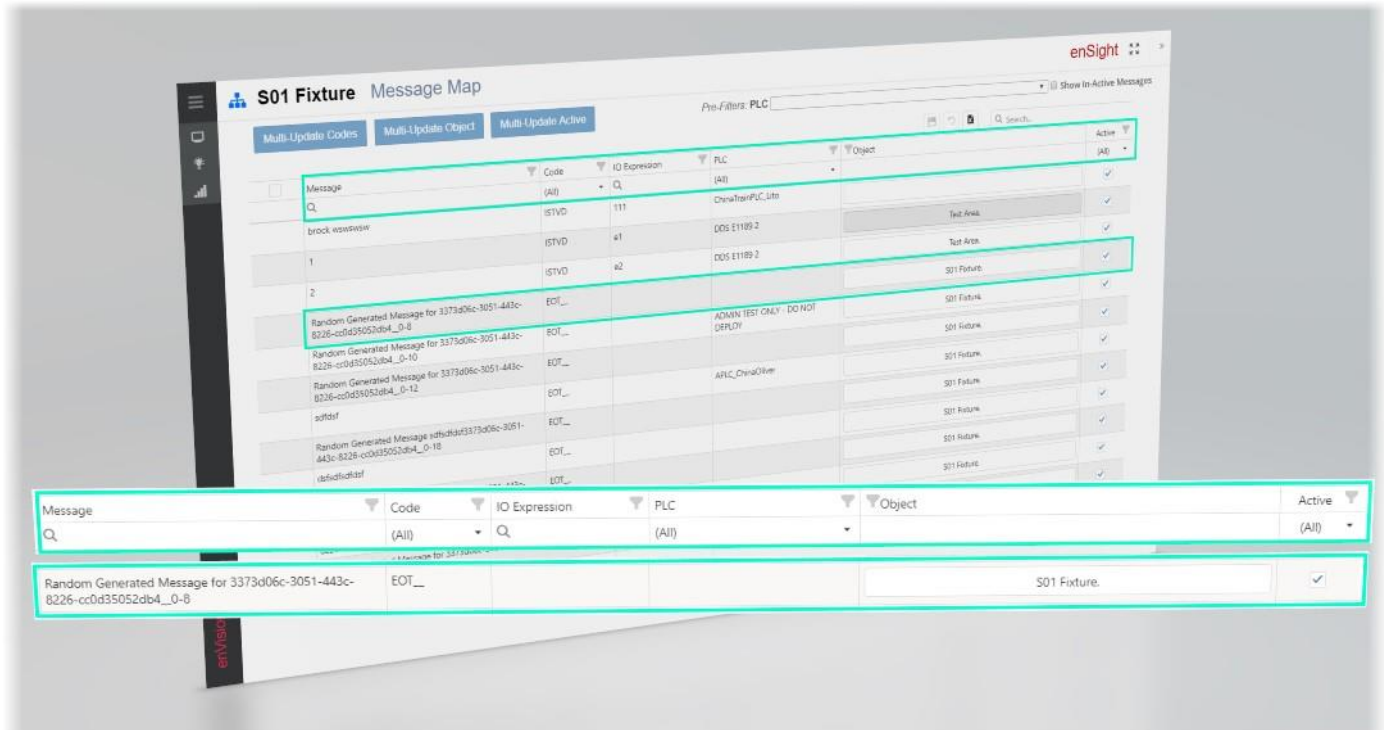 enSight
S01 Fixture Message Map
Pre-Filters: PLC
Show In-Active Messages
Multi-Update Codes Multi-Update Object Multi-Update Active
Search...
Message Code IO Expression PLC Object Active
(All) (All) (All)
brock wswswsw ISTVD 111 ChinaTrainPLC_Lito
1 ISTVD e1 DDS E1189 2 Test Area.
2 ISTVD e2 DDS E1189 2 Test Area.
Random Generated Message for 3373d06c-3051-443c-
8226-cc0d35052db4__0-8 EOT__ S01 Fixture.
Random Generated Message for 3373d06c-3051-443c-
8226-cc0d35052db4__0-10 EOT__ ADMIN TEST ONLY - DO NOT
DEPLOY S01 Fixture.
Random Generated Message for 3373d06c-3051-443c-
8226-cc0d35052db4__0-12 EOT__ S01 Fixture.
sdfdsf EOT__ APLC_ChinaOliver S01 Fixture.
Random Generated Message sdfsdfdsf3373d06c-3051-
443c-8226-cc0d35052db4__0-18 EOT__ S01 Fixture.
EOT__ S01 Fixture.
EOT__ S01 Fixture.
S01 Fixture.
Message Code IO Expression PLC Object Active
(All) (All) (All)
Message for
Random Generated Message for 3373d06c-3051-443c-
8226-cc0d35052db4__0-8 EOT__ S01 Fixture.